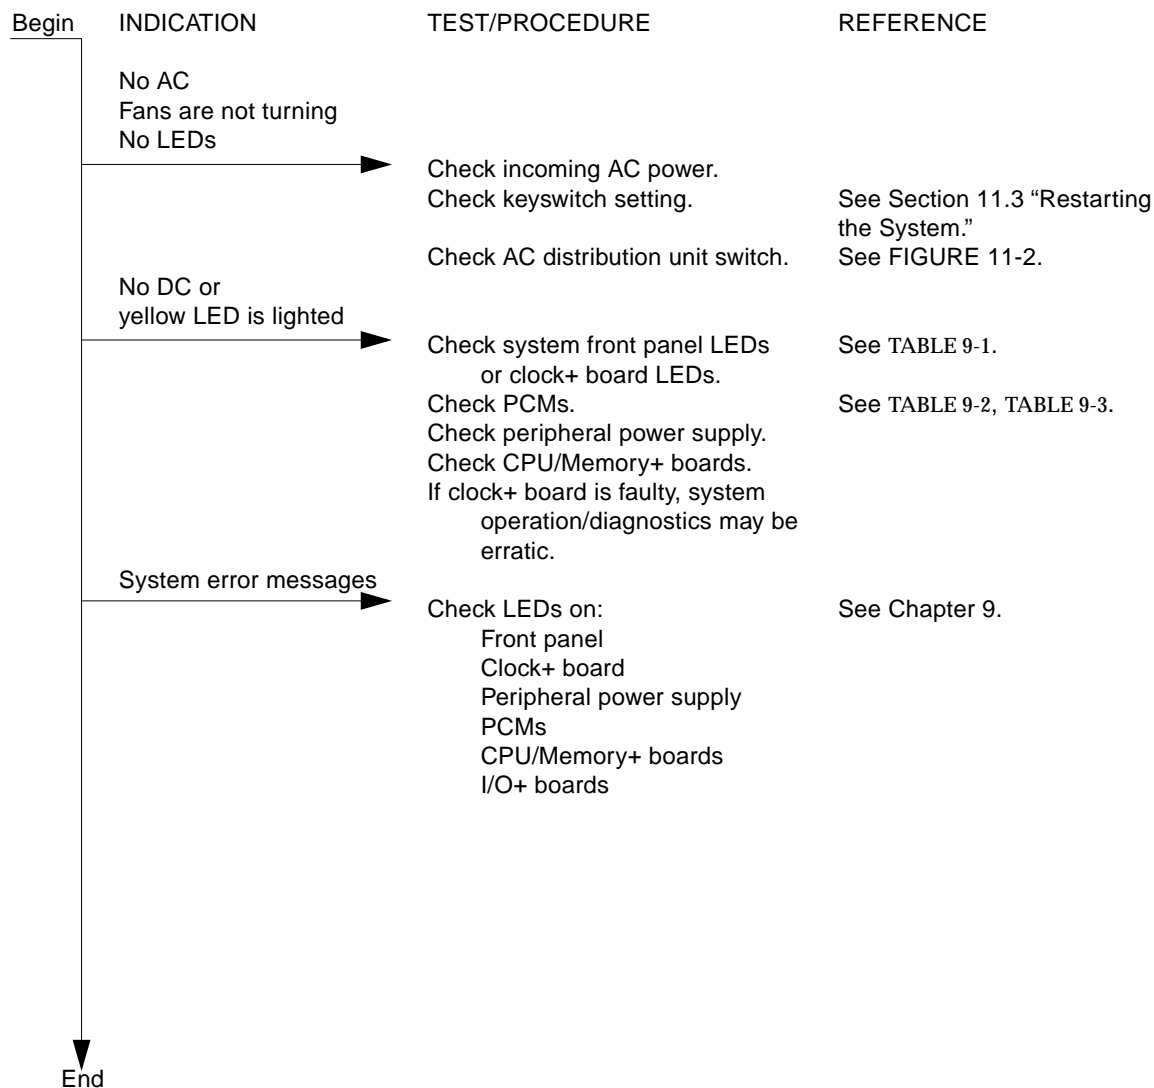 Begin INDICATION TEST/PROCEDURE REFERENCE
No AC
Fans are not turning
No LEDs
Check incoming AC power.
Check keyswitch setting. See Section 11.3 “Restarting
the System.”
Check AC distribution unit switch. See FIGURE 11-2.
No DC or
yellow LED is lighted
Check system front panel LEDs See TABLE 9-1.
or clock+ board LEDs.
Check PCMs. See TABLE 9-2, TABLE 9-3.
Check peripheral power supply.
Check CPU/Memory+ boards.
If clock+ board is faulty, system
operation/diagnostics may be
erratic.
System error messages
Check LEDs on: See Chapter 9.
Front panel
Clock+ board
Peripheral power supply
PCMs
CPU/Memory+ boards
I/O+ boards
End